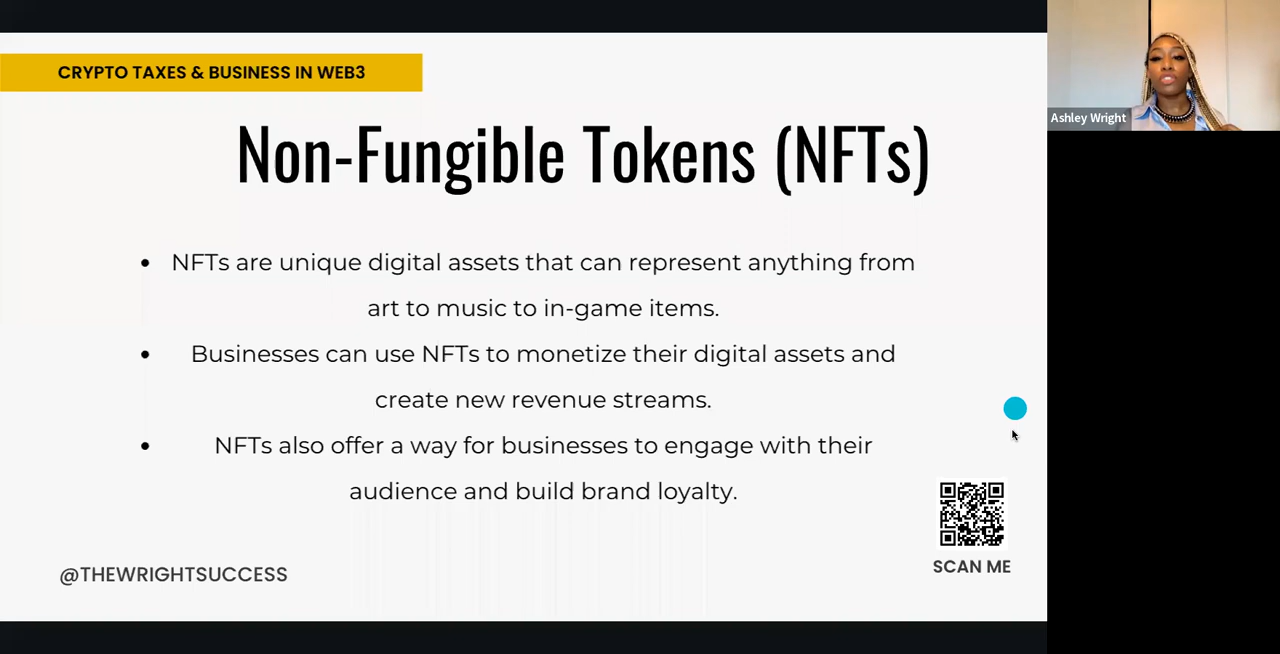 CRYPTO TAXES & BUSINESS IN WEB3
Ashley Wright
Non-Fungible Tokens (NFTs)
NFTs are unique digital assets that can represent anything from
art to music to in-game items.
Businesses can use NFTs to monetize their digital assets and
create new revenue streams.
NFTs also offer a way for businesses to engage with their
audience and build brand loyalty.
@THEWRIGHTSUCCESS
SCAN ME